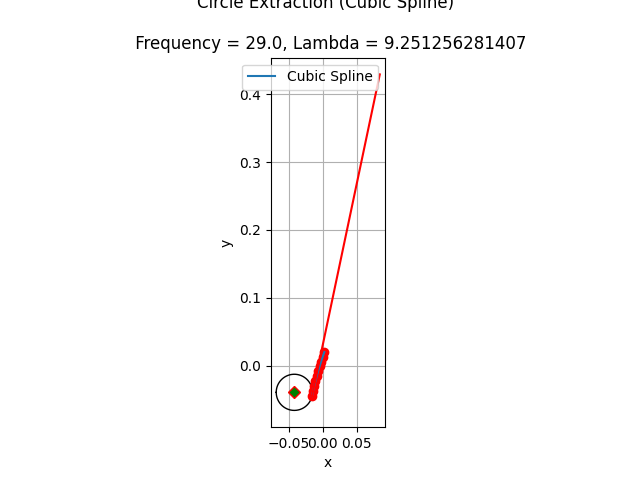 Circle Extraction (Cubic Spline)
Frequency = 29.0, Lambda = 9.251256281407
Cubic Spline
0.4
0.3
y
0.2
0.1
0.0
−0.05 0.00 0.05
x